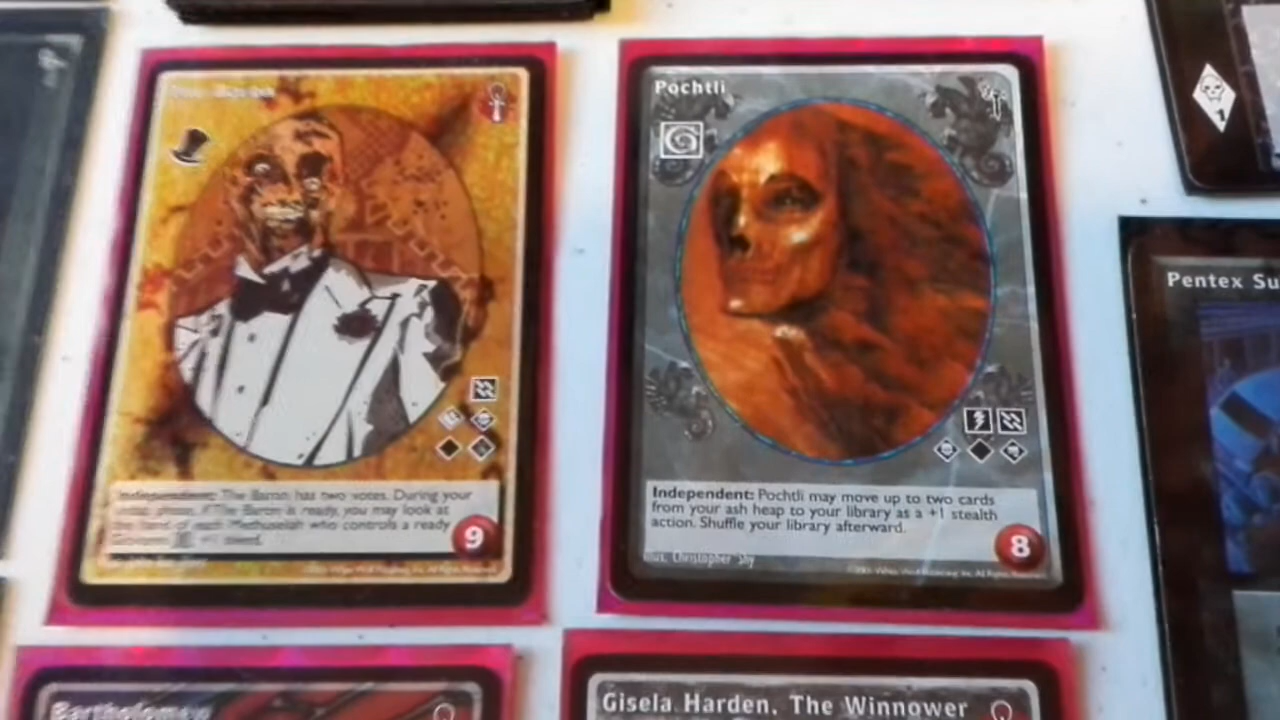 Pochtli
Independent: The Baron has two votes. During your
if The Baron is ready, you may look at
the hand of each Methuselah who controls a ready
+1 bleed.
9
Independent: Pochtli may move up to two cards
from your ash heap to your library as a +1 stealth
action. Shuffle your library afterward.
8
Illus. Christopher Shy
1
Pentex Su
Bartholomew
Gisela Harden, The Winnower